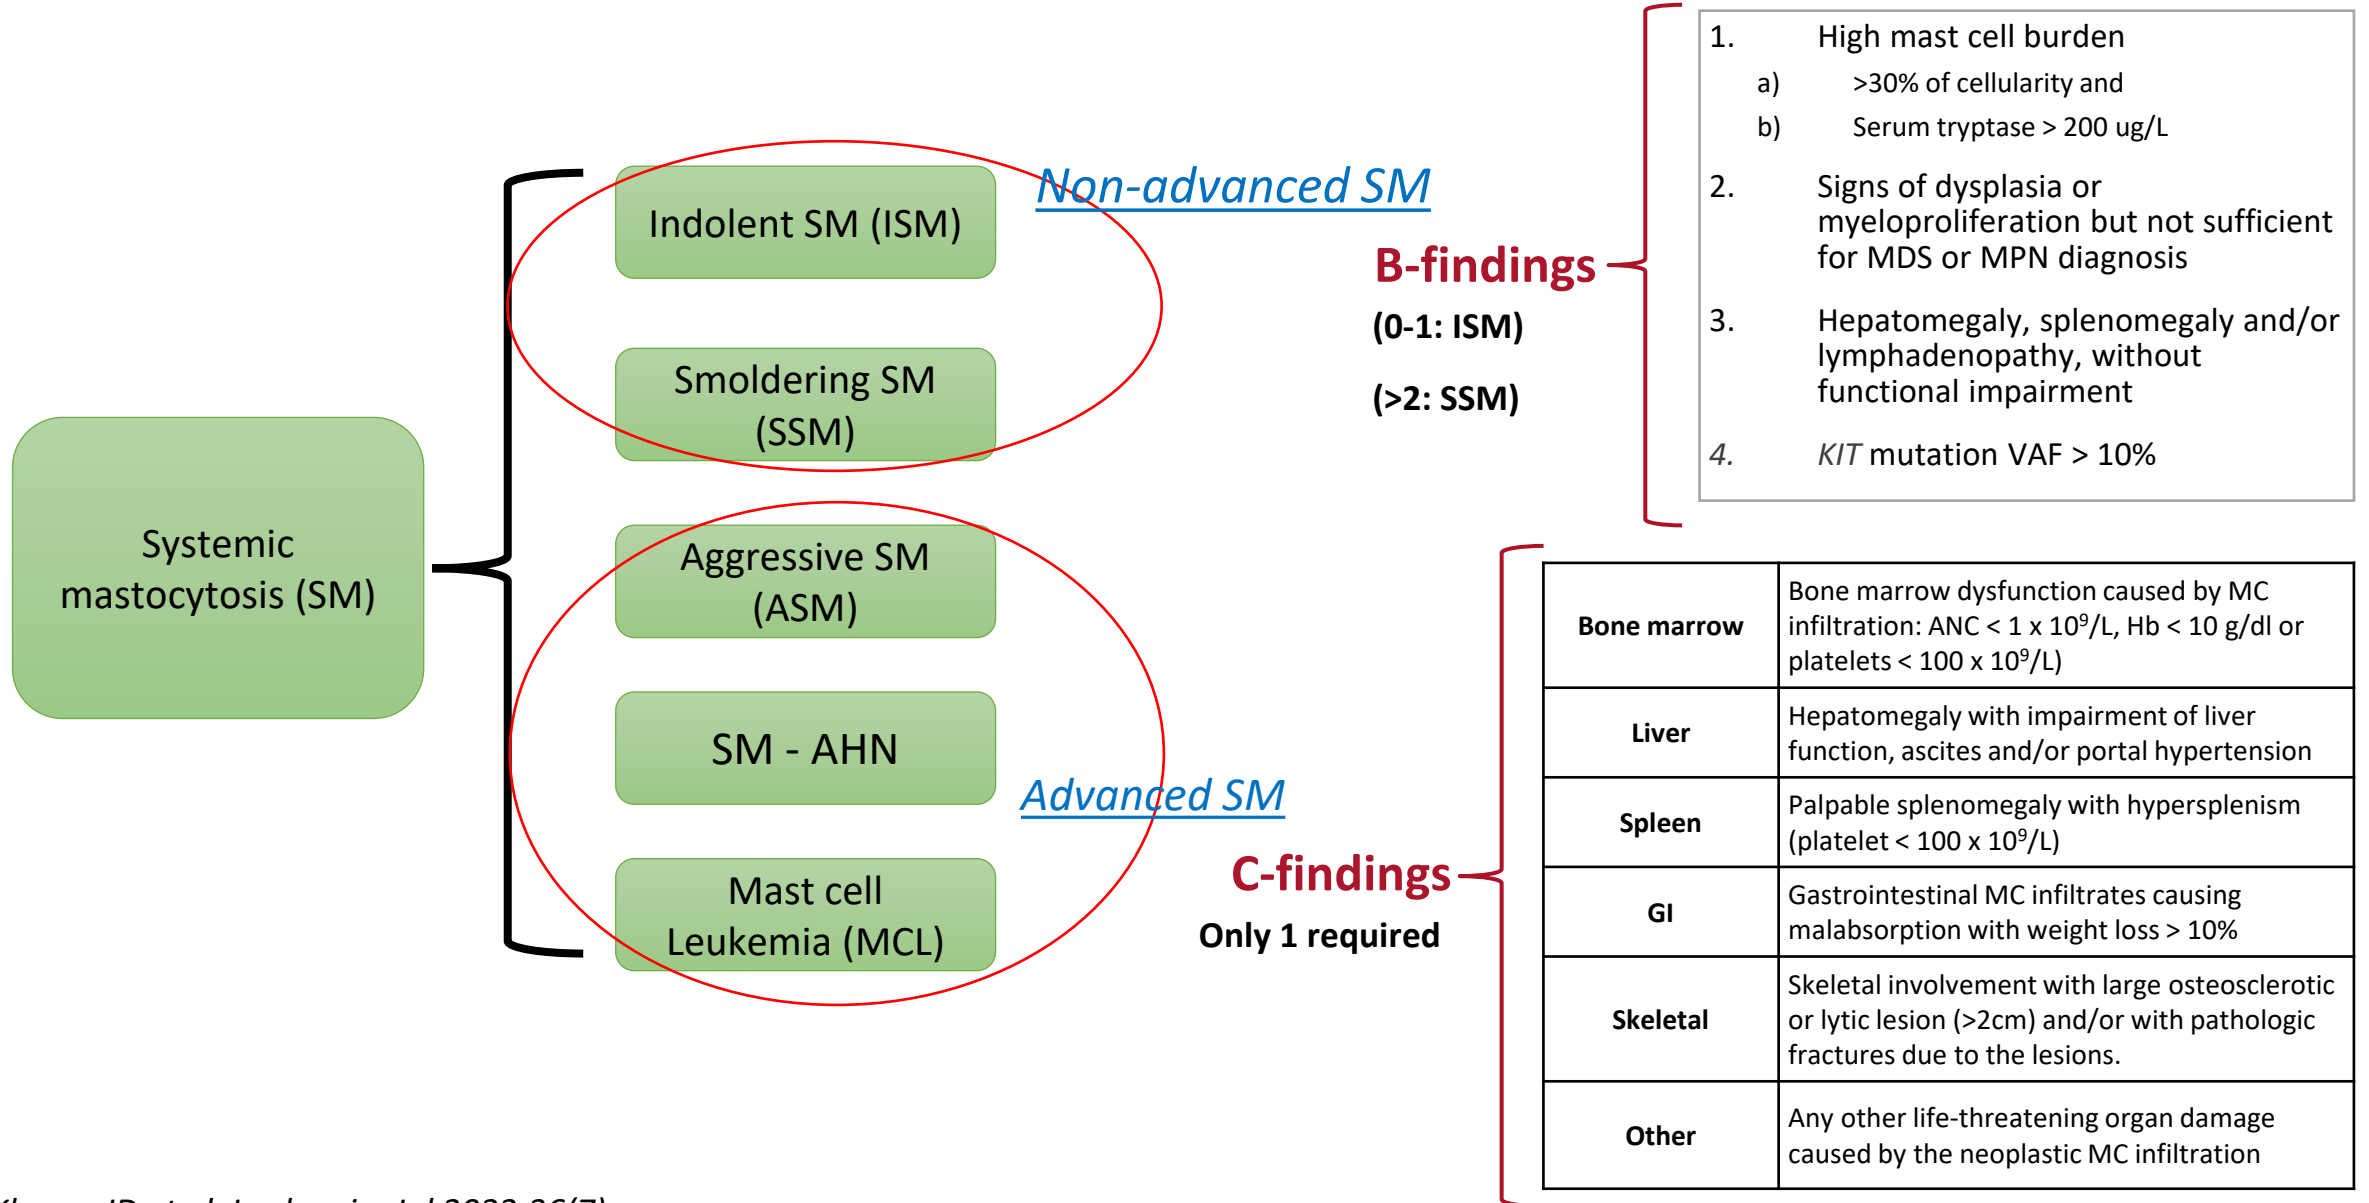 Systemic
mastocytosis (SM)
Indolent SM (ISM)
Smoldering SM
(SSM)
Aggressive SM
(ASM)
SM - AHN
Mast cell
Leukemia (MCL)
Non-advanced SM
Advanced SM
B-findings
(0-1: ISM)
(>2: SSM)
1. High mast cell burden
a) >30% of cellularity and
b) Serum tryptase > 200 ug/L
2. Signs of dysplasia or
myeloproliferation but not sufficient
for MDS or MPN diagnosis
3. Hepatomegaly, splenomegaly and/or
lymphadenopathy, without
functional impairment
4. KIT mutation VAF > 10%
C-findings
Only 1 required
Bone marrow
Bone marrow dysfunction caused by MC
infiltration: ANC < 1 x 10⁹/L, Hb < 10 g/dl or
platelets < 100 x 10⁹/L)
Liver
Hepatomegaly with impairment of liver
function, ascites and/or portal hypertension
Spleen
Palpable splenomegaly with hypersplenism
(platelet < 100 x 10⁹/L)
GI
Gastrointestinal MC infiltrates causing
malabsorption with weight loss > 10%
Skeletal
Skeletal involvement with large osteosclerotic
or lytic lesion (>2cm) and/or with pathologic
fractures due to the lesions.
Other
Any other life-threatening organ damage
caused by the neoplastic MC infiltration